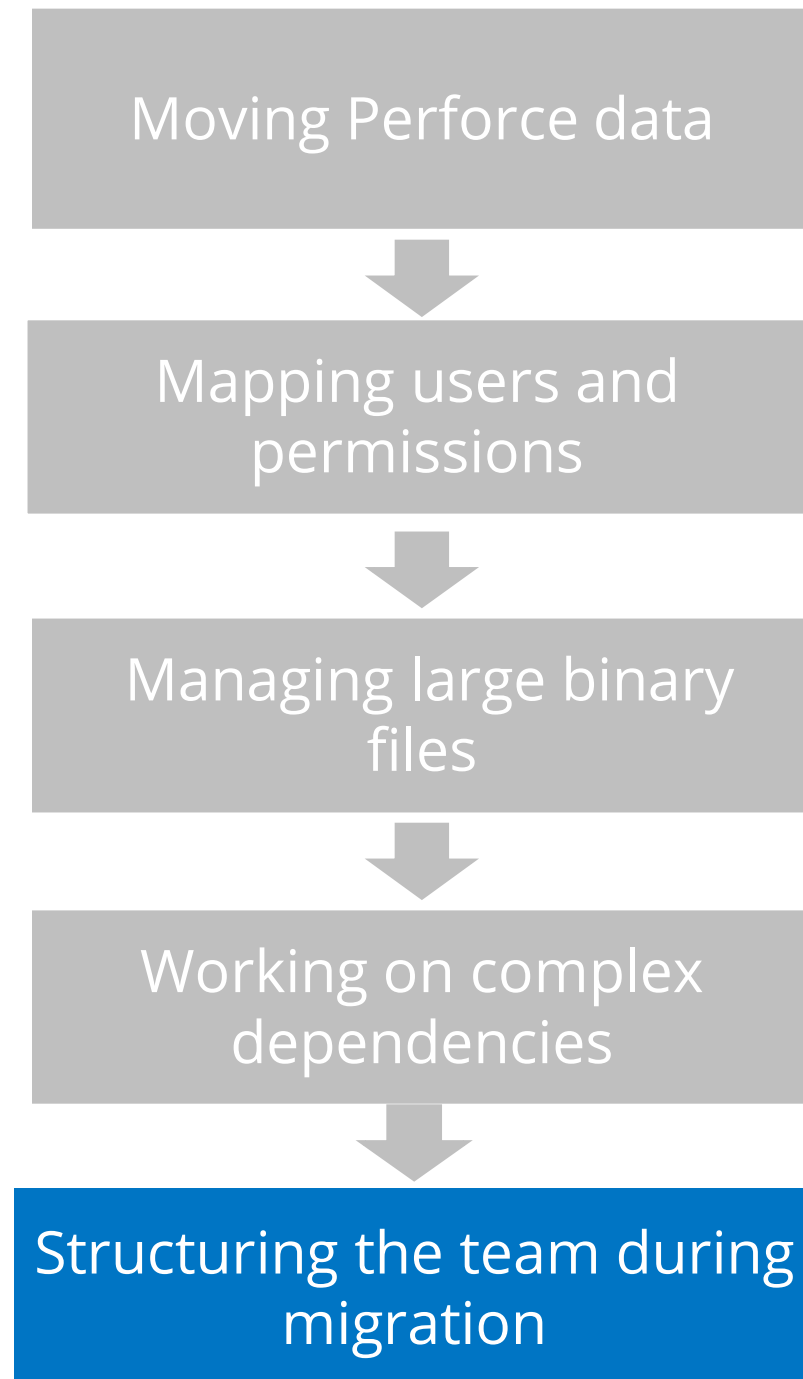 Moving Perforce data
Mapping users and
permissions
Managing large binary
files
Working on complex
dependencies
Structuring the team during
migration